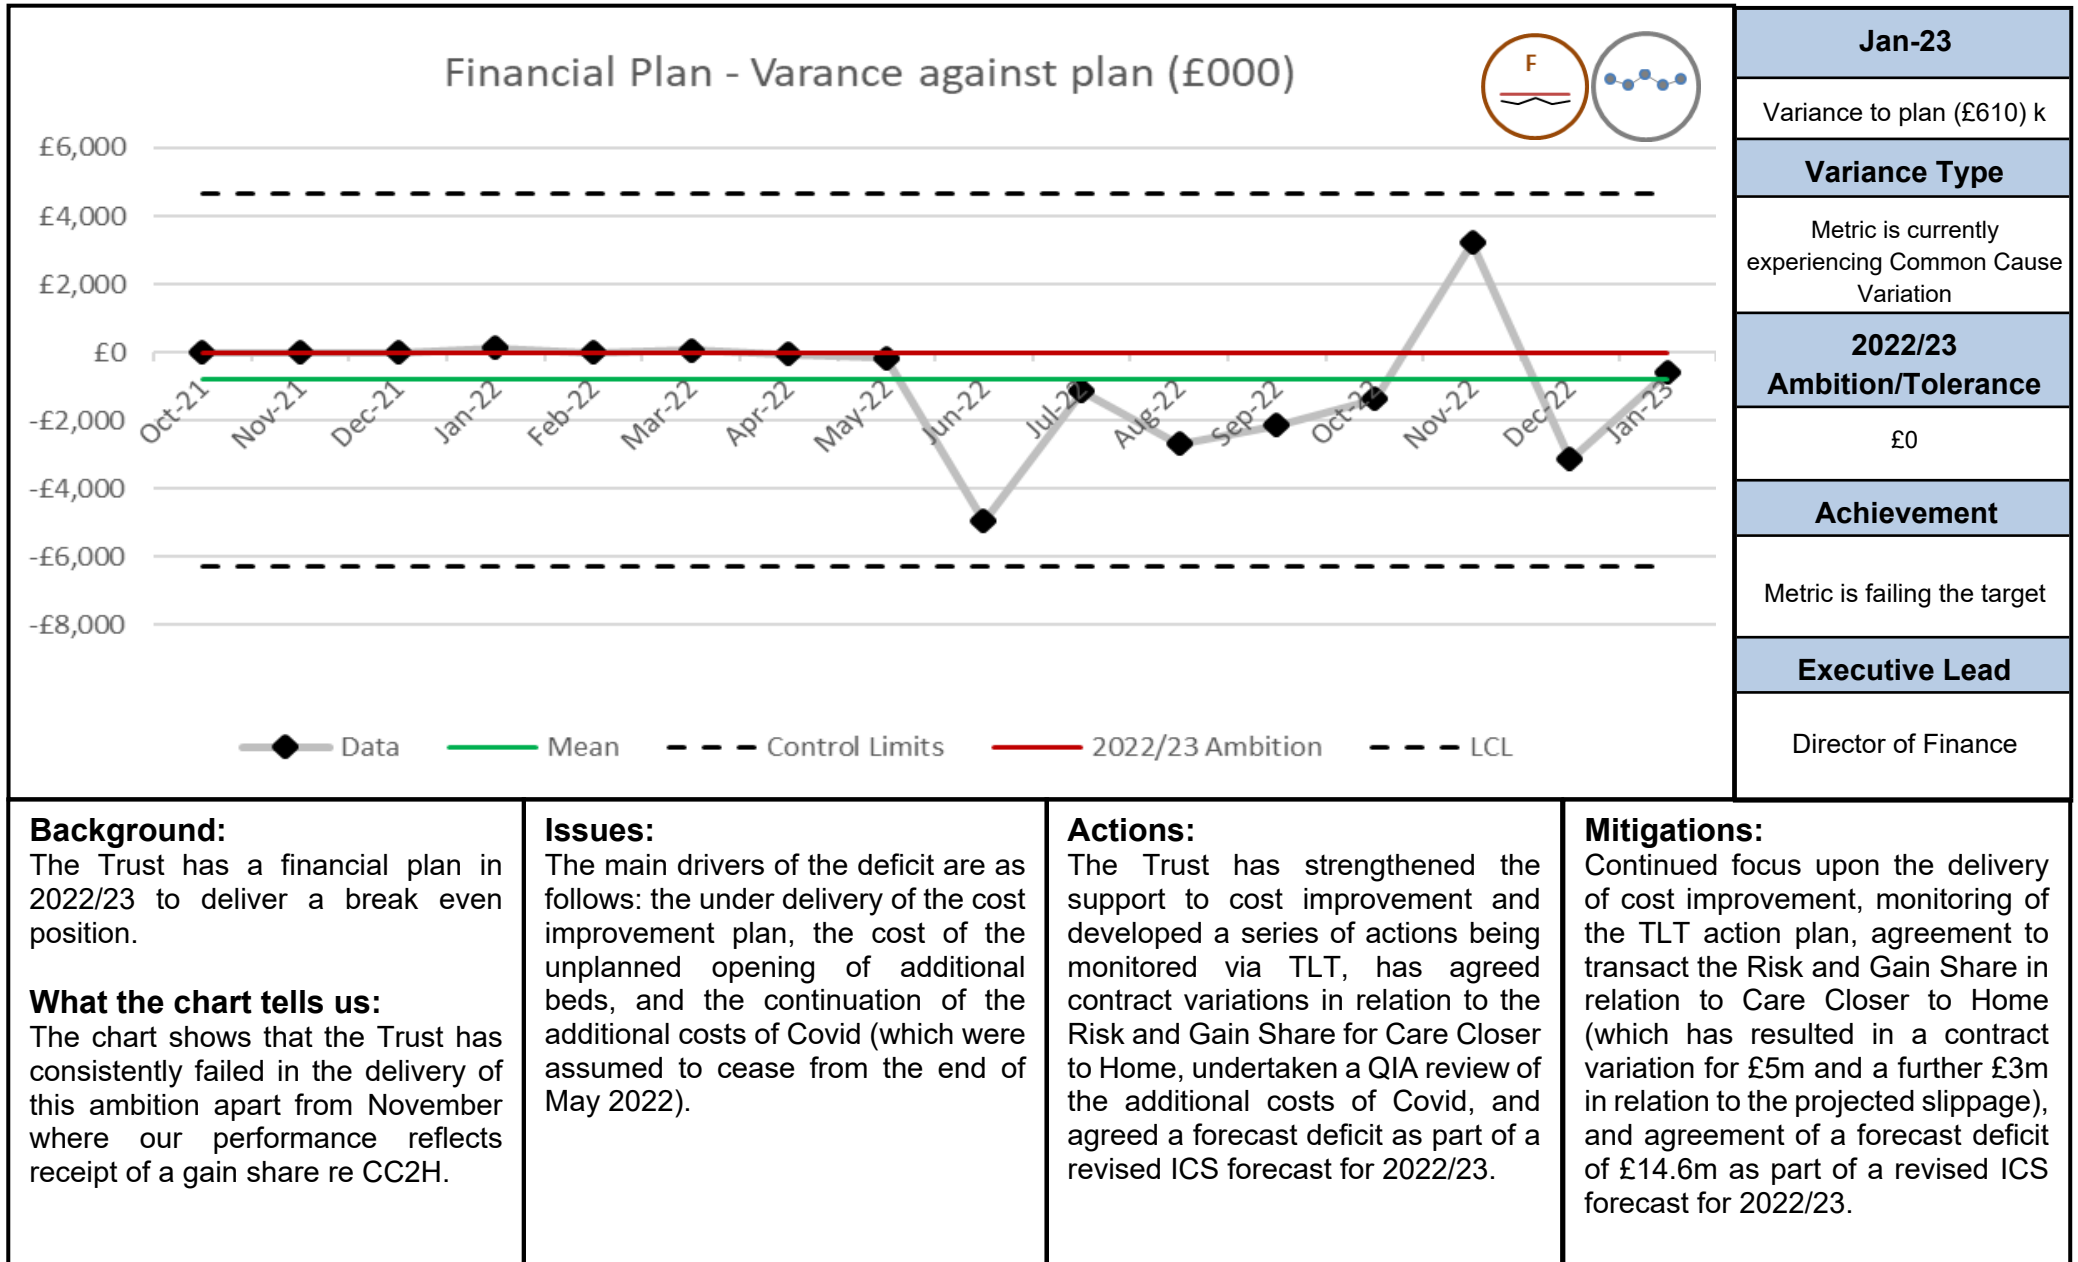 Financial Plan - Varance against plan (£000)
F
£6,000
£4,000
£2,000
£0
-£2,000
-£4,000
-£6,000
-£8,000
Oct-21
Nov-21
Dec-21
Jan-22
Feb-22
Mar-22
Apr-22
May-22
Jun-22
Jul-22
Aug-22
Sep-22
Oct-22
Nov-22
Dec-22
Jan-23
Data
Mean
Control Limits
2022/23 Ambition
LCL
Jan-23
Variance to plan (£610) k
Variance Type
Metric is currently
experiencing Common Cause
Variation
2022/23
Ambition/Tolerance
£0
Achievement
Metric is failing the target
Executive Lead
Director of Finance
Background:
The Trust has a financial plan in
2022/23 to deliver a break even
position.
What the chart tells us:
The chart shows that the Trust has
consistently failed in the delivery of
this ambition apart from November
where our performance reflects
receipt of a gain share re CC2H.
Issues:
The main drivers of the deficit are as
follows: the under delivery of the cost
improvement plan, the cost of the
unplanned opening of additional
beds, and the continuation of the
additional costs of Covid (which were
assumed to cease from the end of
May 2022).
Actions:
The Trust has strengthened the
support to cost improvement and
developed a series of actions being
monitored via TLT, has agreed
contract variations in relation to the
Risk and Gain Share for Care Closer
to Home, undertaken a QIA review of
the additional costs of Covid, and
agreed a forecast deficit as part of a
revised ICS forecast for 2022/23.
Mitigations:
Continued focus upon the delivery
of cost improvement, monitoring of
the TLT action plan, agreement to
transact the Risk and Gain Share in
relation to Care Closer to Home
(which has resulted in a contract
variation for £5m and a further £3m
in relation to the projected slippage),
and agreement of a forecast deficit
of £14.6m as part of a revised ICS
forecast for 2022/23.